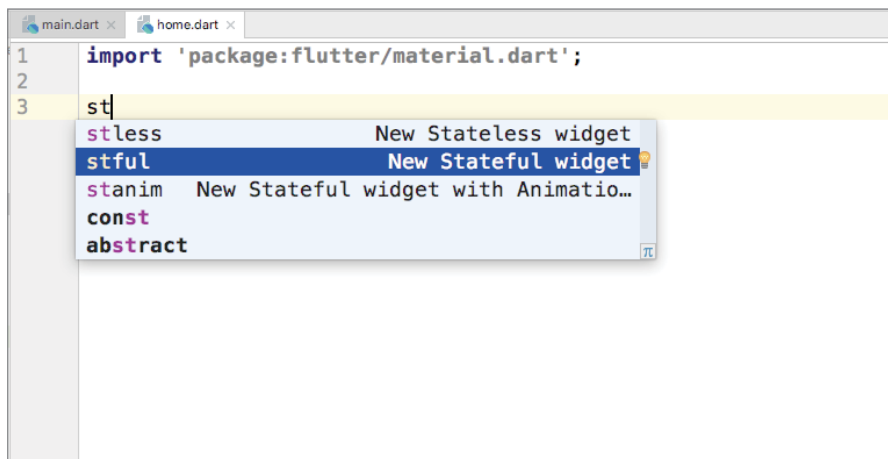 main.dart home.dart
1 import 'package:flutter/material.dart';
2
3 st
stless New Stateless widget
stful New Stateful widget
stanim New Stateful widget with Animatio…
const
abstract
π